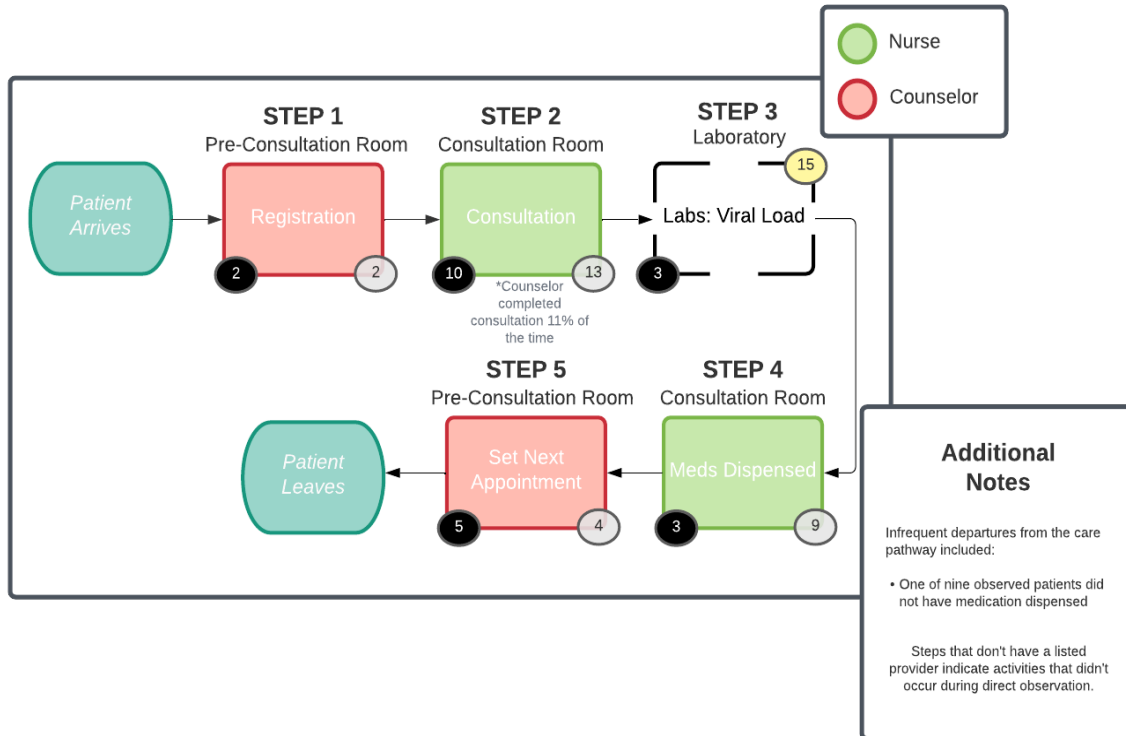 Nurse
Counselor
STEP 1
Pre-Consultation Room
STEP 2
Consultation Room
STEP 3
Laboratory
Patient
Arrives
Registration
2
2
Consultation
10
13
*Counselor
completed
consultation 11% of
the time
15
Labs: Viral Load
3
STEP 5
Pre-Consultation Room
STEP 4
Consultation Room
Patient
Leaves
Set Next
Appointment
5
4
Meds Dispensed
3
9
Additional
Notes
Infrequent departures from the care
pathway included:
• One of nine observed patients did
not have medication dispensed
Steps that don't have a listed
provider indicate activities that didn't
occur during direct observation.